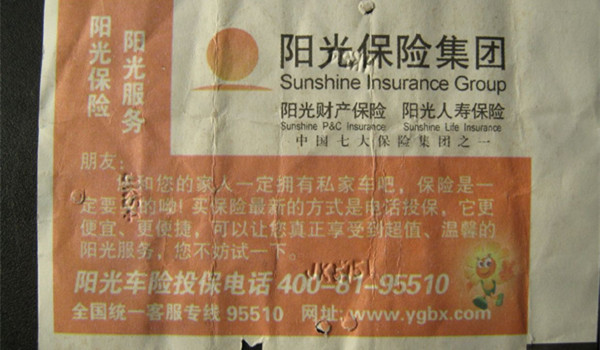 阳光保险
阳光服务
阳光保险集团
Sunshine Insurance Group
阳光财产保险 阳光人寿保险
Sunshine P&C Insurance Sunshine Life Insurance
中国七大保险集团之一
朋友：
和您的家人一定拥有私家车吧，保险是一
定要的呦！买保险最新的方式是电话投保，它更
便宜、更便捷，可以让您真正享受到超值、温馨的
阳光服务，您不妨试一下。
阳光车险投保电话 400-81-95510
全国统一客服专线 95510 网址：www.ygbx.com